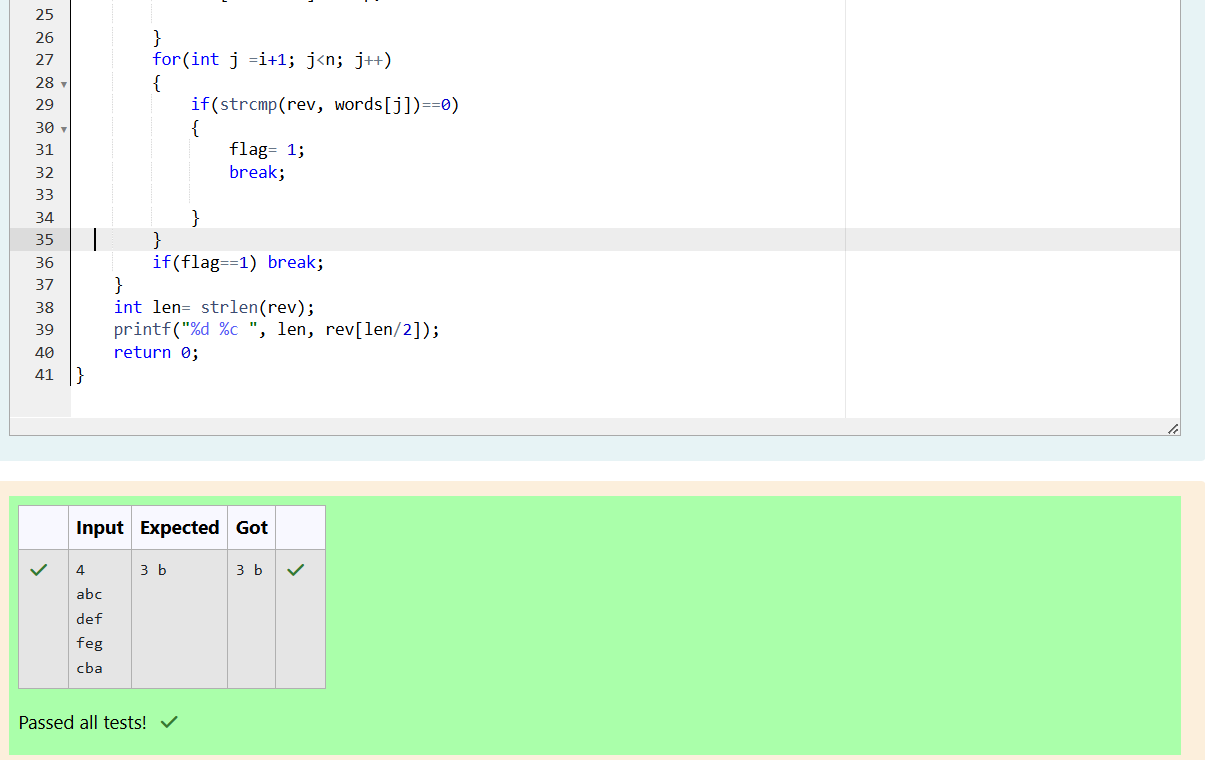 25
26 }
27 for(int j =i+1; j<n; j++)
28 {
29 if(strcmp(rev, words[j])==0)
30 {
31 flag= 1;
32 break;
33
34 }
35 }
36 if(flag==1) break;
37 }
38 int len= strlen(rev);
39 printf("%d %c ", len, rev[len/2]);
40 return 0;
41 }
Input Expected Got
4 3 b 3 b
abc
def
feg
cba
Passed all tests!